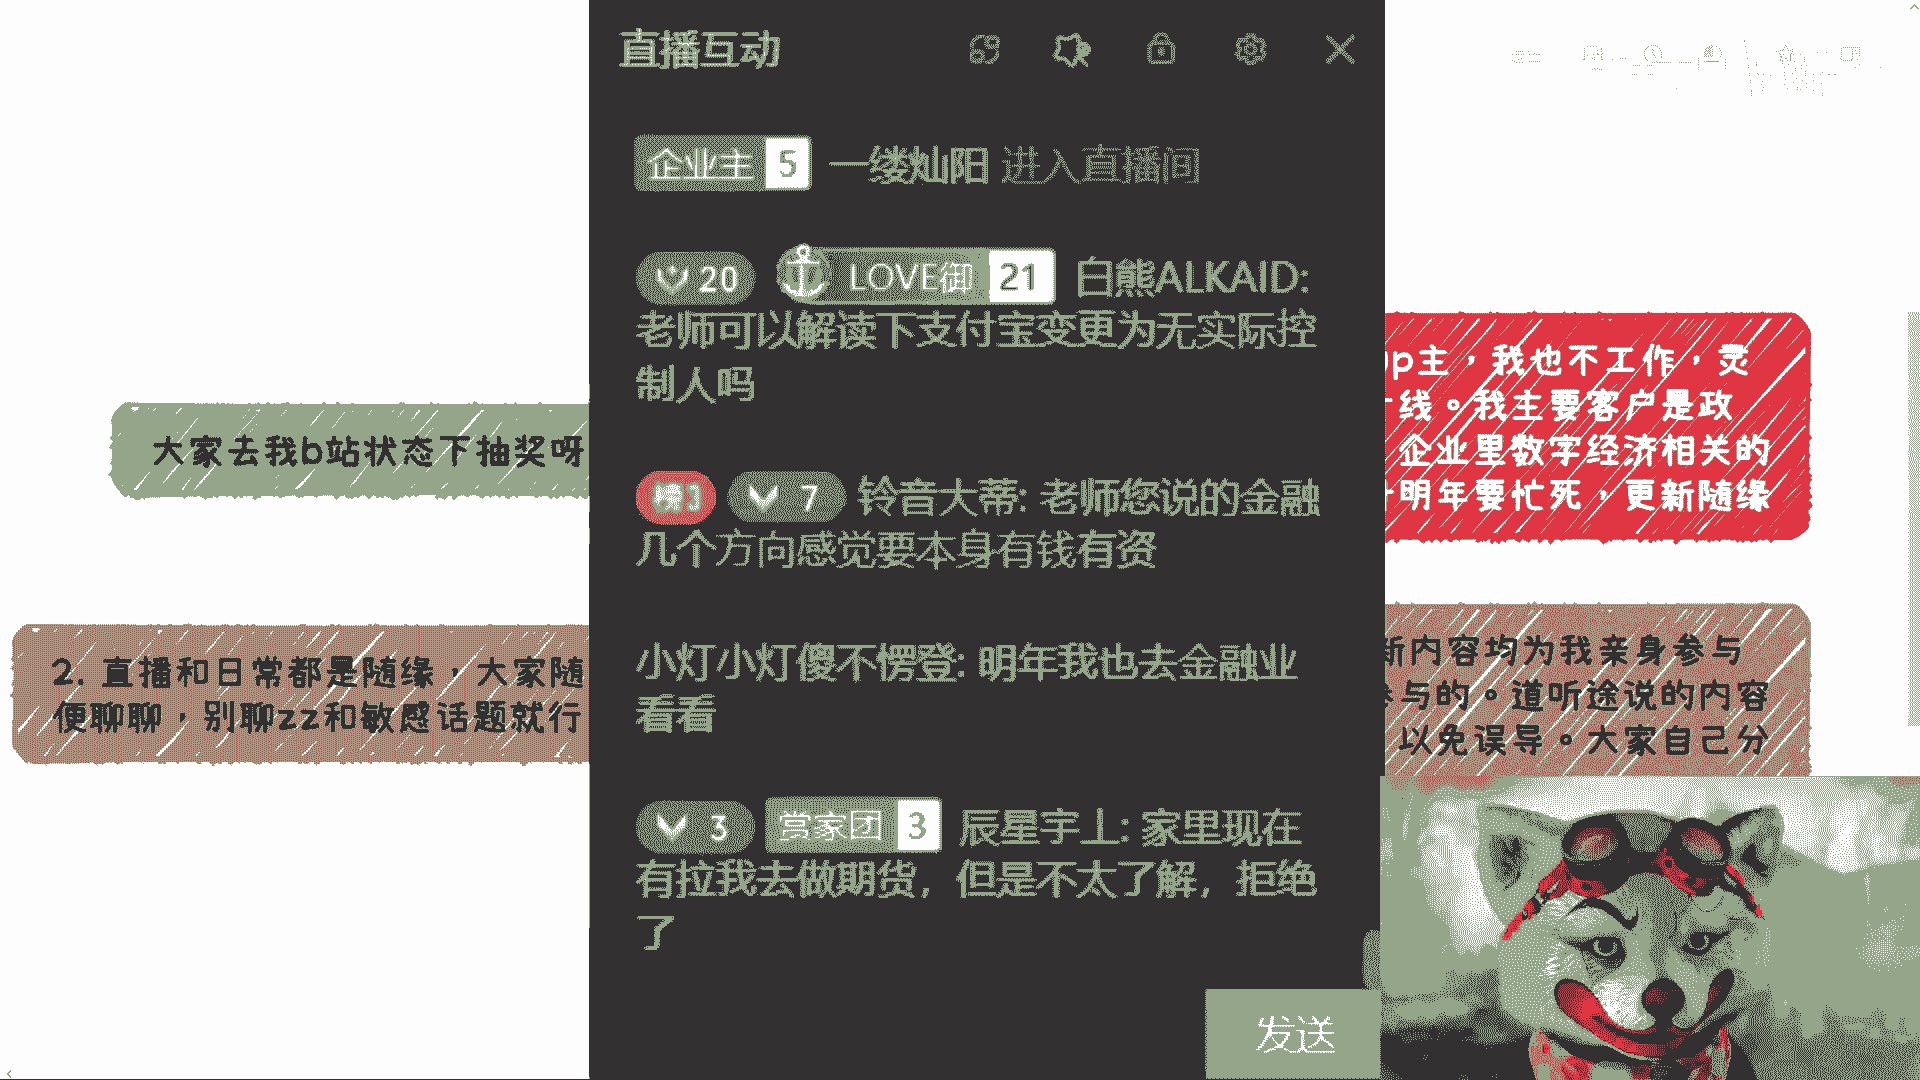 直播互动
企业主 5 一缕灿阳 进入直播间
20 LOVE御 21 白熊ALKAID:
老师可以解读下支付宝变更为无实际控
制人吗
榜3 7 铃音大蒂: 老师您说的金融
几个方向感觉要本身有钱有资
小灯小灯傻不愣登: 明年我也去金融业
看看
3 赏家团 3 辰星宇上: 家里现在
有拉我去做期货，但是不太了解，拒绝
了
发送
大家去我b站状态下抽奖呀
2. 直播和日常都是随缘，大家随
便聊聊，别聊zz和敏感话题就行
p主，我也不工作，灵
线。我主要客户是政
企业里数字经济相关的
明年要忙死，更新随缘
新内容均为我亲身参与
参与的。道听途说的内容
以免误导。大家自己分